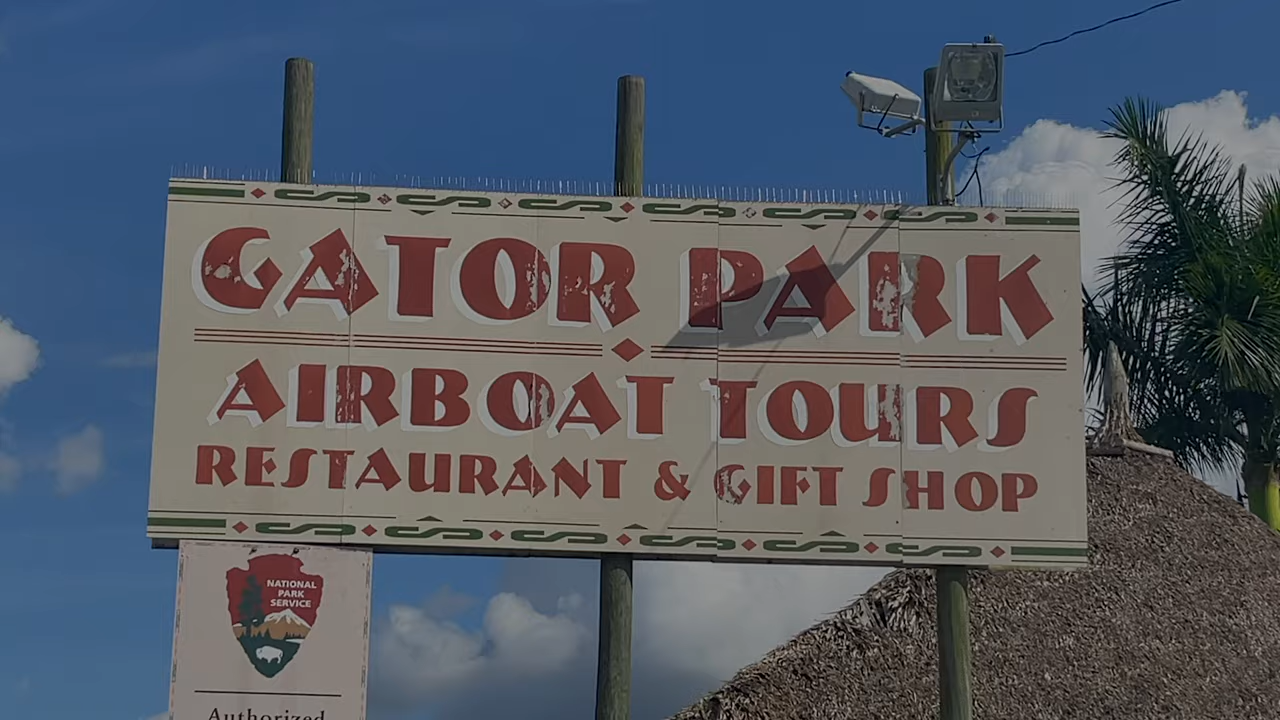 GATOR PARK
AIRBOAT TOURS
RESTAURANT & GIFT SHOP
NATIONAL
PARK
SERVICE
Authorized